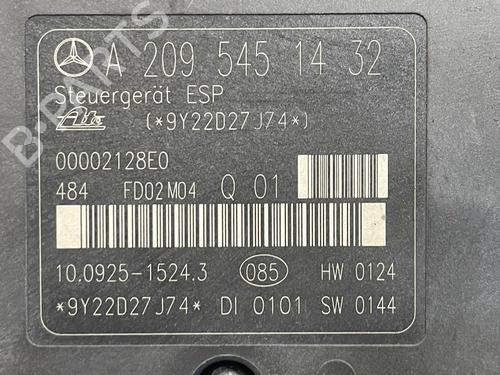 A 209 545 14 32
Steuergerät ESP
Ate (*9Y22D27J74*)
00002128E0
484 FD02M04 Q 01
10.0925-1524.3 085 HW 0124
*9Y22D27J74* DI 0101 SW 0144
B-PARTS